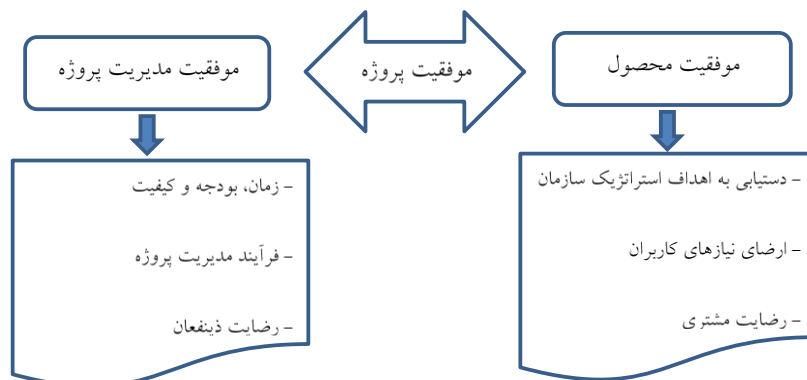 موفقیت محصول
موفقیت پروژه
موفقیت مدیریت پروژه
- دستیابی به اهداف استراتژیک سازمان
- ارضای نیازهای کاربران
- رضایت مشتری
- زمان، بودجه و کیفیت
- فرآیند مدیریت پروژه
- رضایت ذینفعان